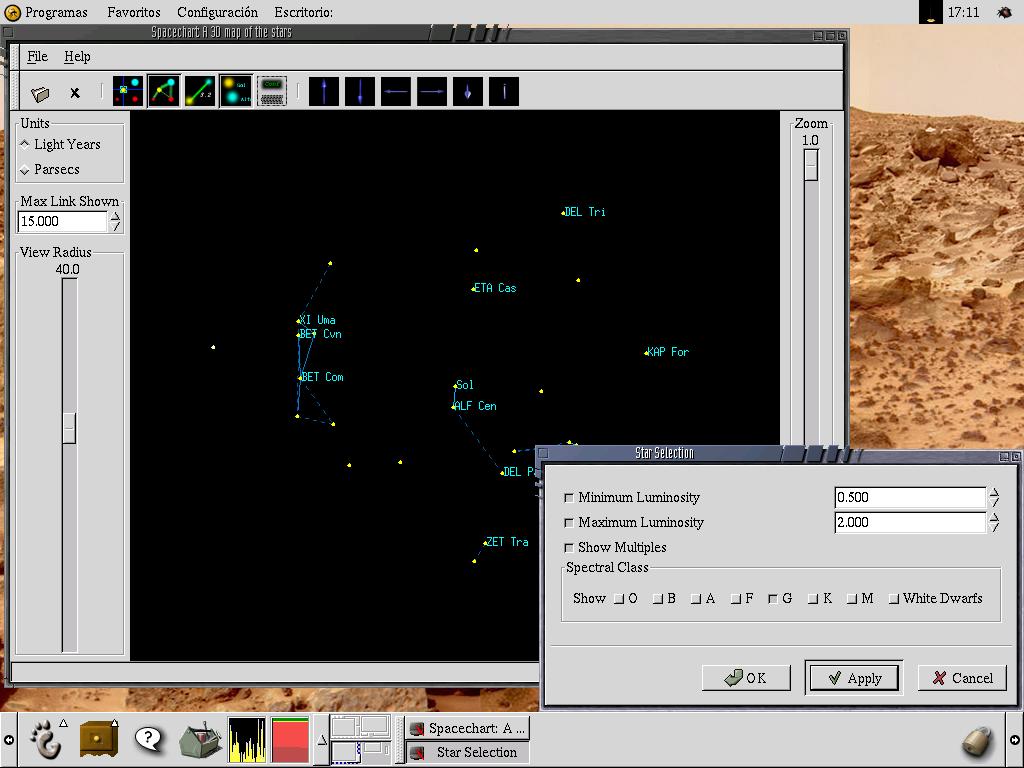 Programas Favoritos Configuración Escritorio: 17:11
Spacechart A 3D map of the stars
File Help
Units
Light Years
Parsecs
Max Link Shown
15.000
View Radius
40.0
Zoom
1.0
3.2
Sol
Conf
DEL Tri
ETA Cas
XI Uma
BET Cvn
KAP For
BET Com
Sol
ALF Cen
DEL P
ZET Tra
Star Selection
Minimum Luminosity 0.500
Maximum Luminosity 2.000
Show Multiples
Spectral Class
Show O B A F G K M White Dwarfs
OK Apply Cancel
Spacechart: A ...
Star Selection